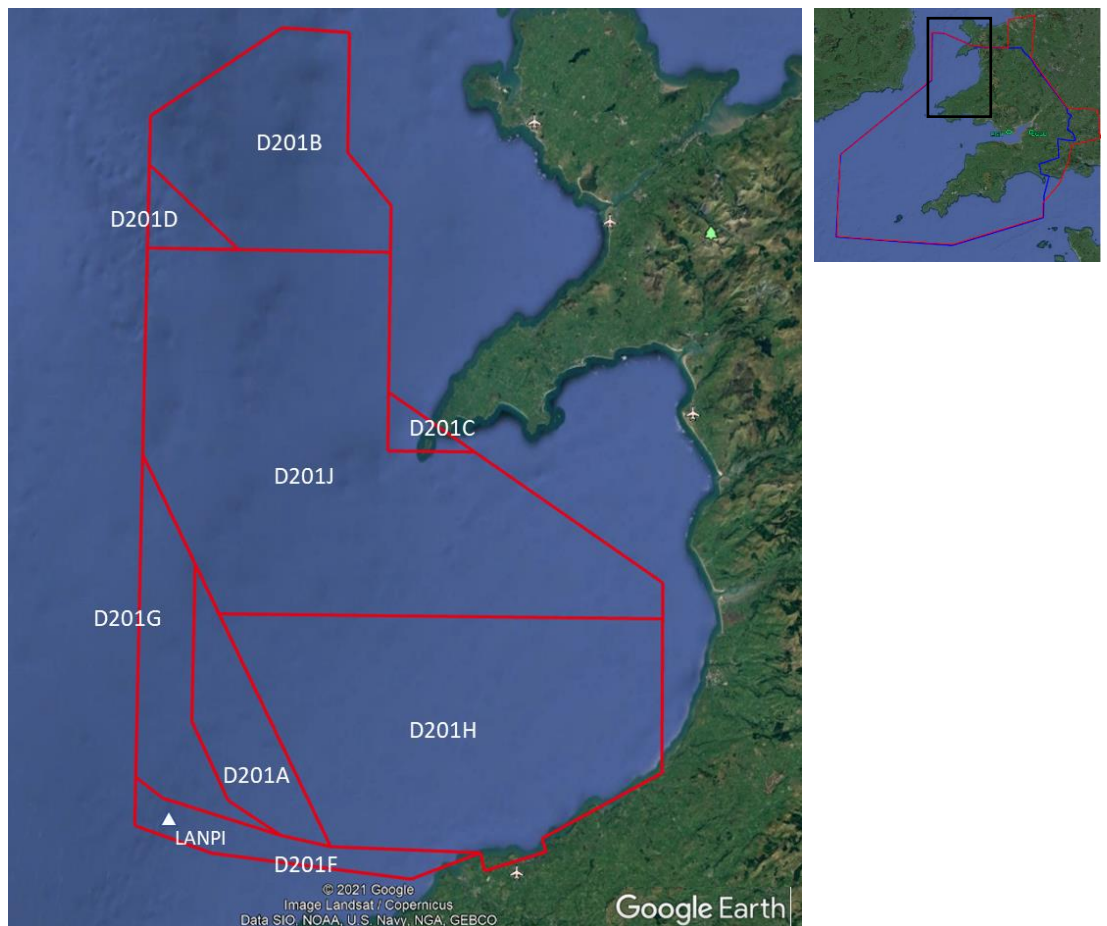 D201B
D201D
D201C
D201J
D201G
D201H
D201A
LANPI
D201F
© 2021 Google
Image Landsat / Copernicus
Data SIO, NOAA, U.S. Navy, NGA, GEBCO
Google Earth